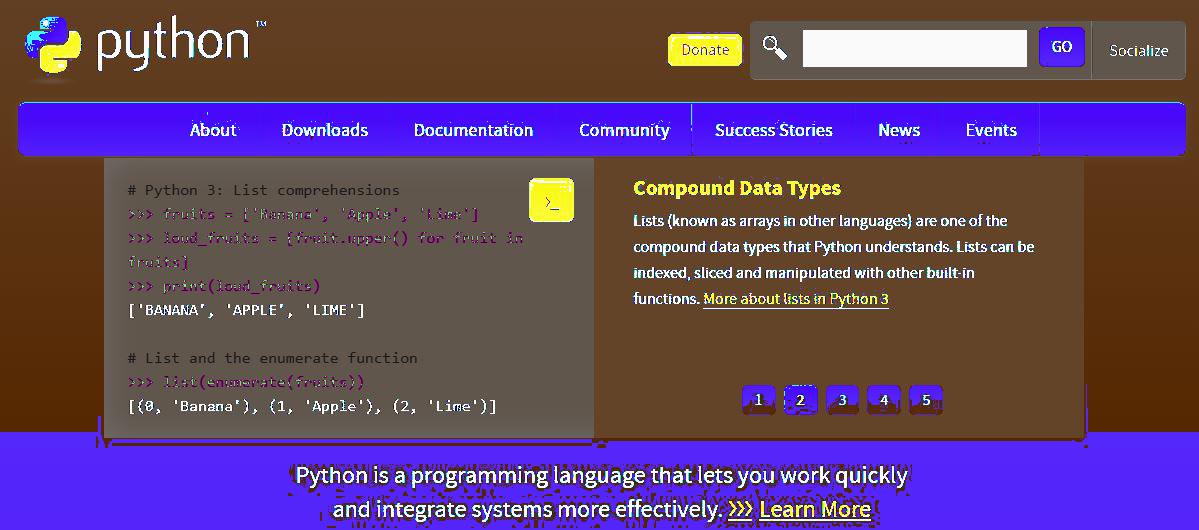 python™
Donate
GO
Socialize
About
Downloads
Documentation
Community
Success Stories
News
Events
# Python 3: List comprehensions
>>> fruits = ['Banana', 'Apple', 'Lime']
>>> loud_fruits = [fruit.upper() for fruit in
fruits]
>>> print(loud_fruits)
['BANANA', 'APPLE', 'LIME']
# List and the enumerate function
>>> list(enumerate(fruits))
[(0, 'Banana'), (1, 'Apple'), (2, 'Lime')]
>_
Compound Data Types
Lists (known as arrays in other languages) are one of the
compound data types that Python understands. Lists can be
indexed, sliced and manipulated with other built-in
functions. More about lists in Python 3
1 2 3 4 5
Python is a programming language that lets you work quickly
and integrate systems more effectively. >>> Learn More